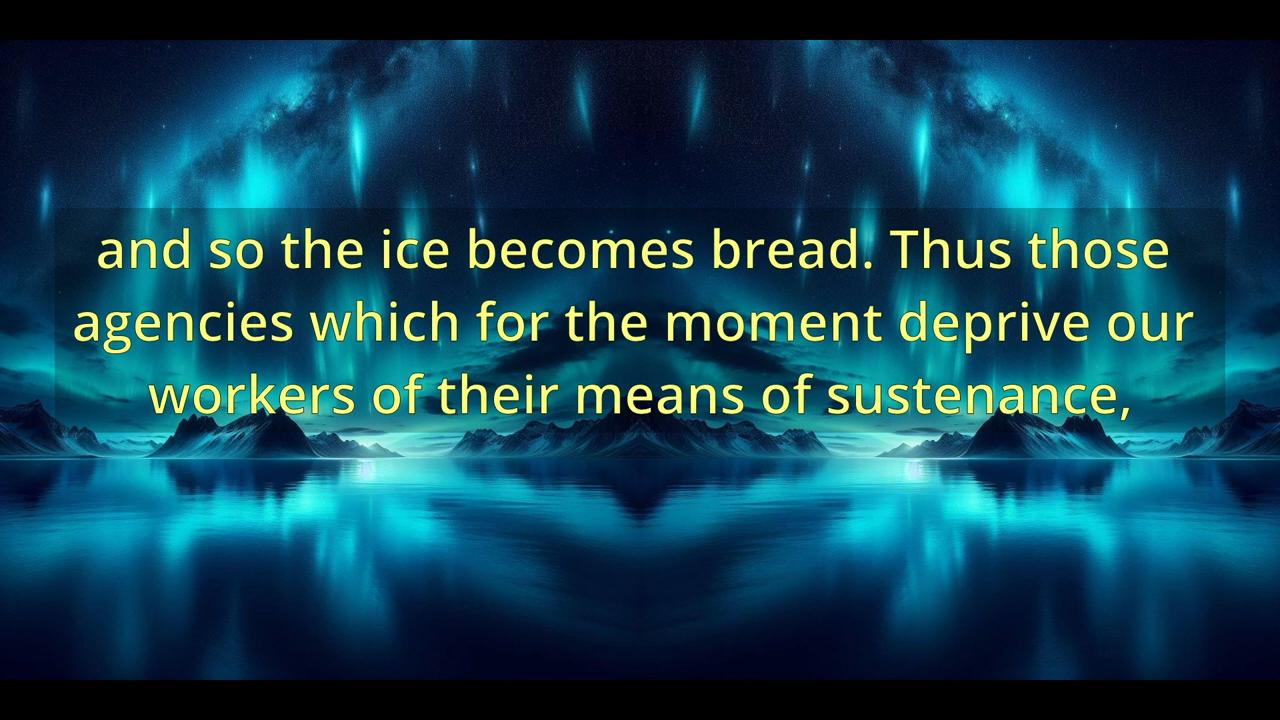 and so the ice becomes bread. Thus those
agencies which for the moment deprive our
workers of their means of sustenance,